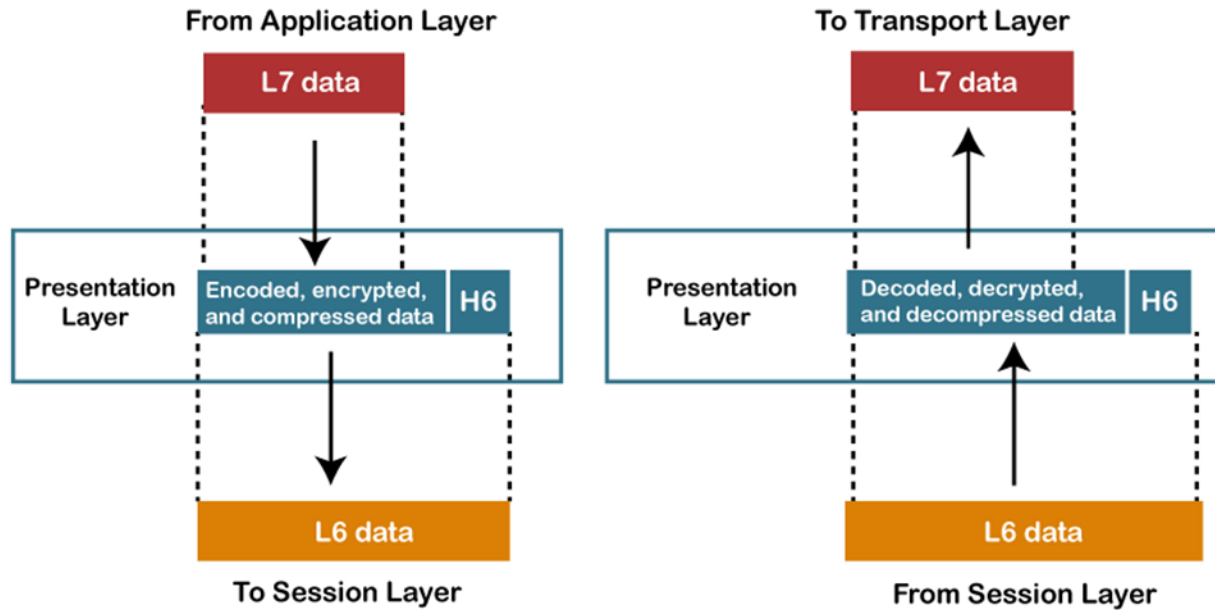 From Application Layer
L7 data
Presentation
Layer
Encoded, encrypted,
and compressed data
H6
L6 data
To Session Layer
To Transport Layer
L7 data
Presentation
Layer
Decoded, decrypted,
and decompressed data
H6
L6 data
From Session Layer